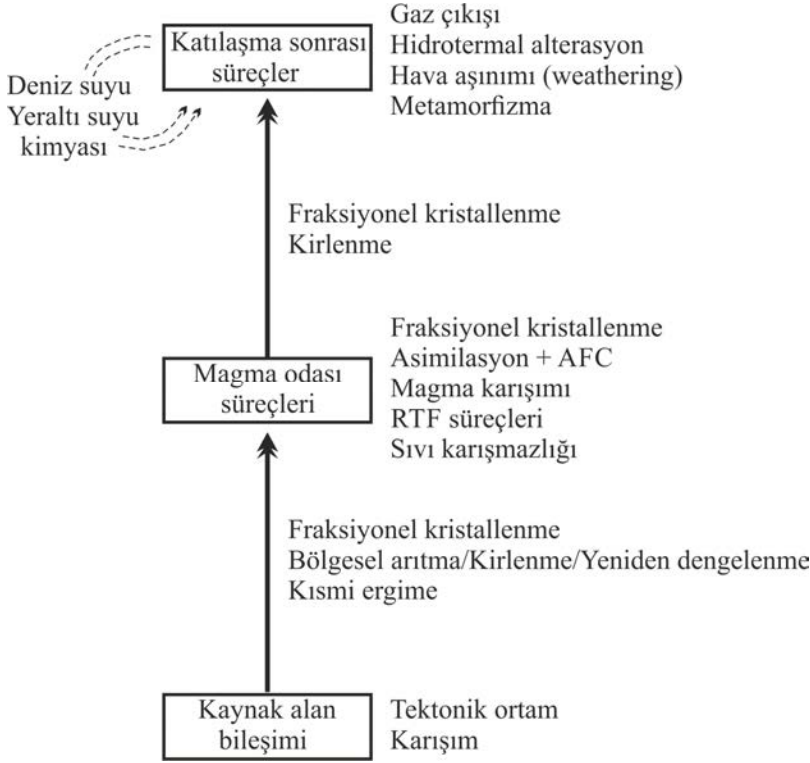 Katılaşma sonrası
süreçler
Gaz çıkışı
Hidrotermal alterasyon
Hava aşınımı (weathering)
Metamorfizma
Deniz suyu
Yeraltı suyu
kimyası
Fraksiyonel kristallenme
Kirlenme
Magma odası
süreçleri
Fraksiyonel kristallenme
Asimilasyon + AFC
Magma karışımı
RTF süreçleri
Sıvı karışmazlığı
Fraksiyonel kristallenme
Bölgesel arıtma/Kirlenme/Yeniden dengelenme
Kısmi ergime
Kaynak alan
bileşimi
Tektonik ortam
Karışım